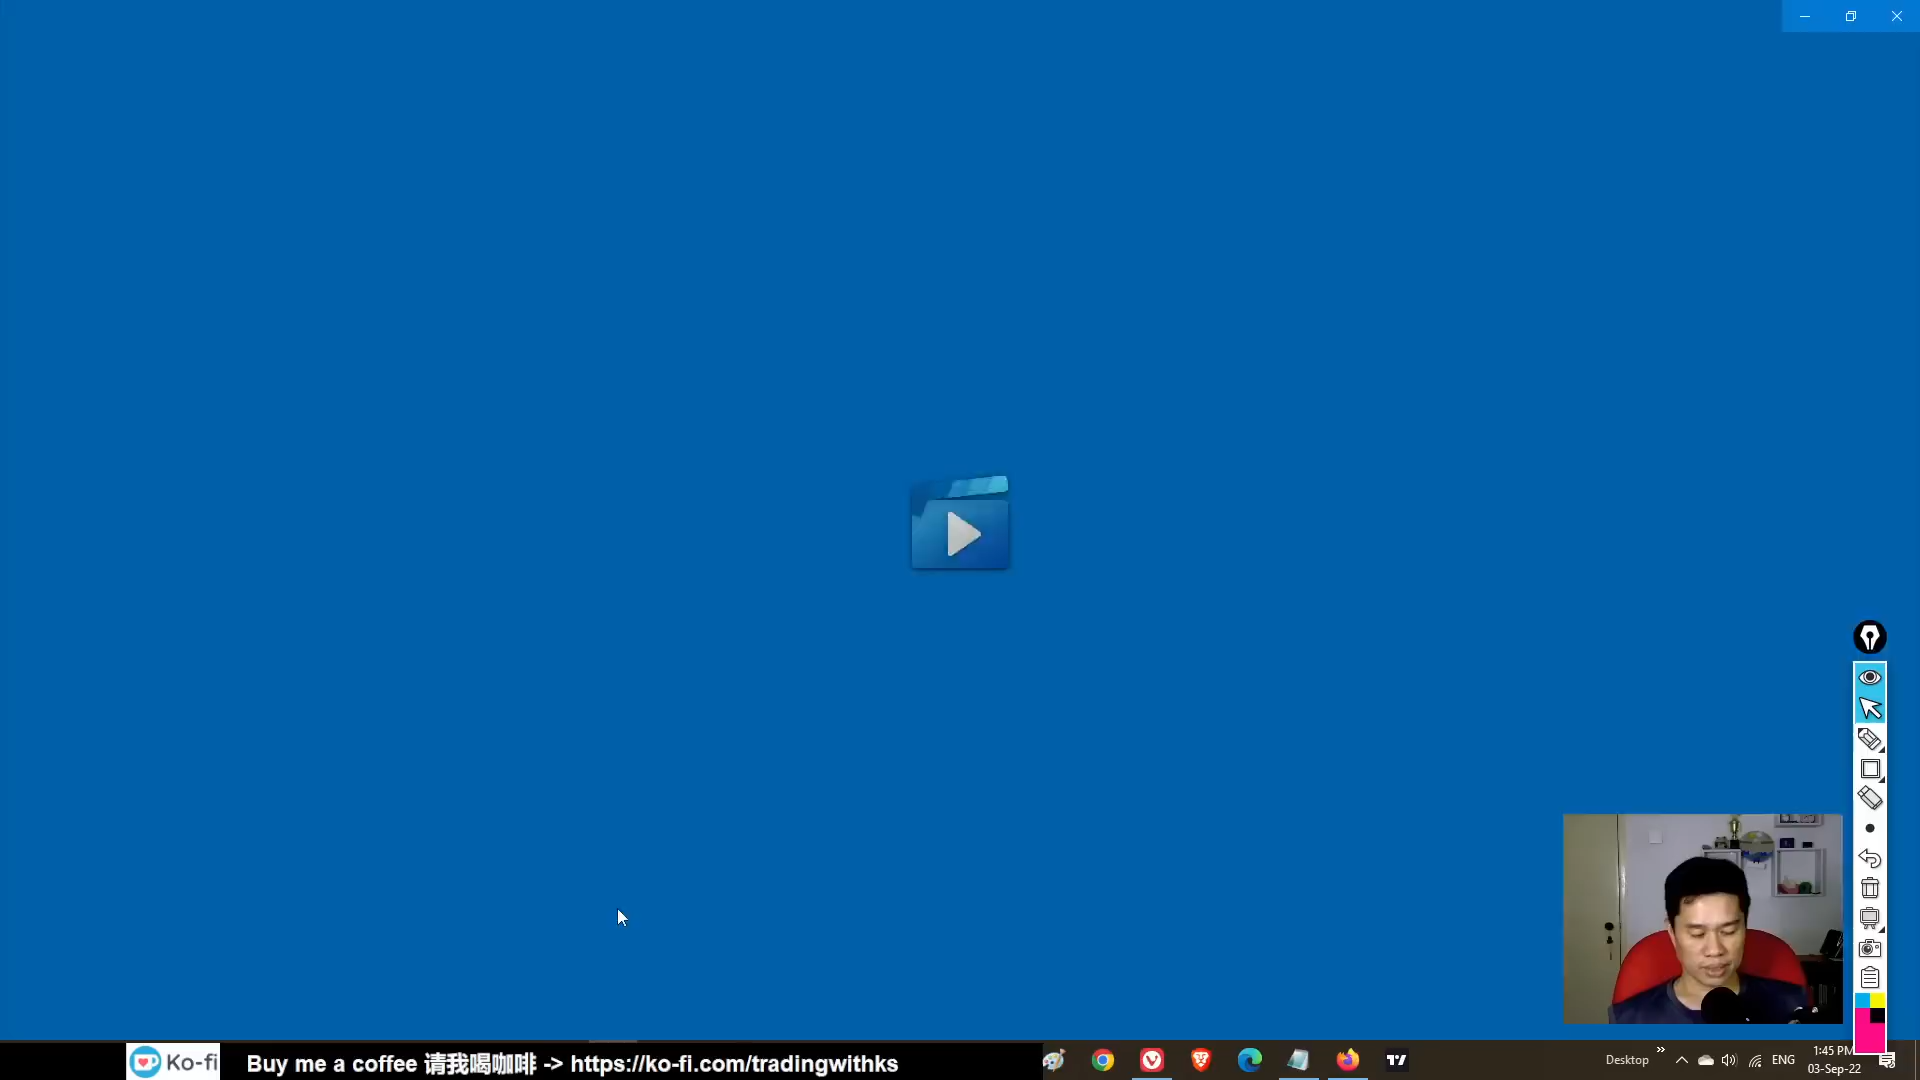 Ko-fi
Buy me a coffee 请我喝咖啡 -> https://ko-fi.com/tradingwithks
Desktop
ENG
1:45 PM
03-Sep-22